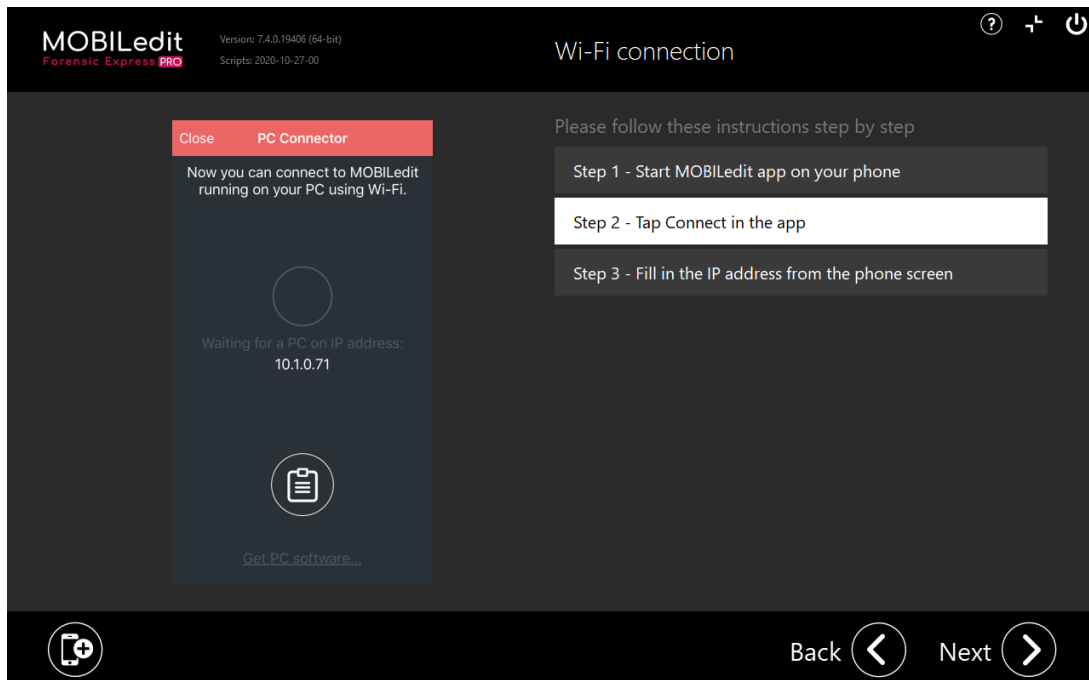 MOBILedit
Forensic Express PRO
Version: 7.4.0.19406 (64-bit)
Scripts: 2020-10-27-00
Wi-Fi connection
?
Close PC Connector
Now you can connect to MOBILedit
running on your PC using Wi-Fi.
Waiting for a PC on IP address:
10.1.0.71
Get PC software...
Please follow these instructions step by step
Step 1 - Start MOBILedit app on your phone
Step 2 - Tap Connect in the app
Step 3 - Fill in the IP address from the phone screen
Back
Next